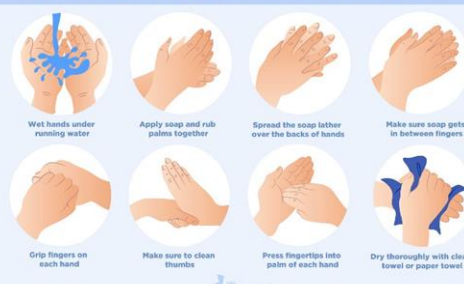 Wet hands under
running water
Apply soap and rub
palms together
Spread the soap lather
over the backs of hands
Make sure soap gets
in between fingers
Grip fingers on
each hand
Make sure to clean
thumbs
Press fingertips into
palm of each hand
Dry thoroughly with
towel or paper towel